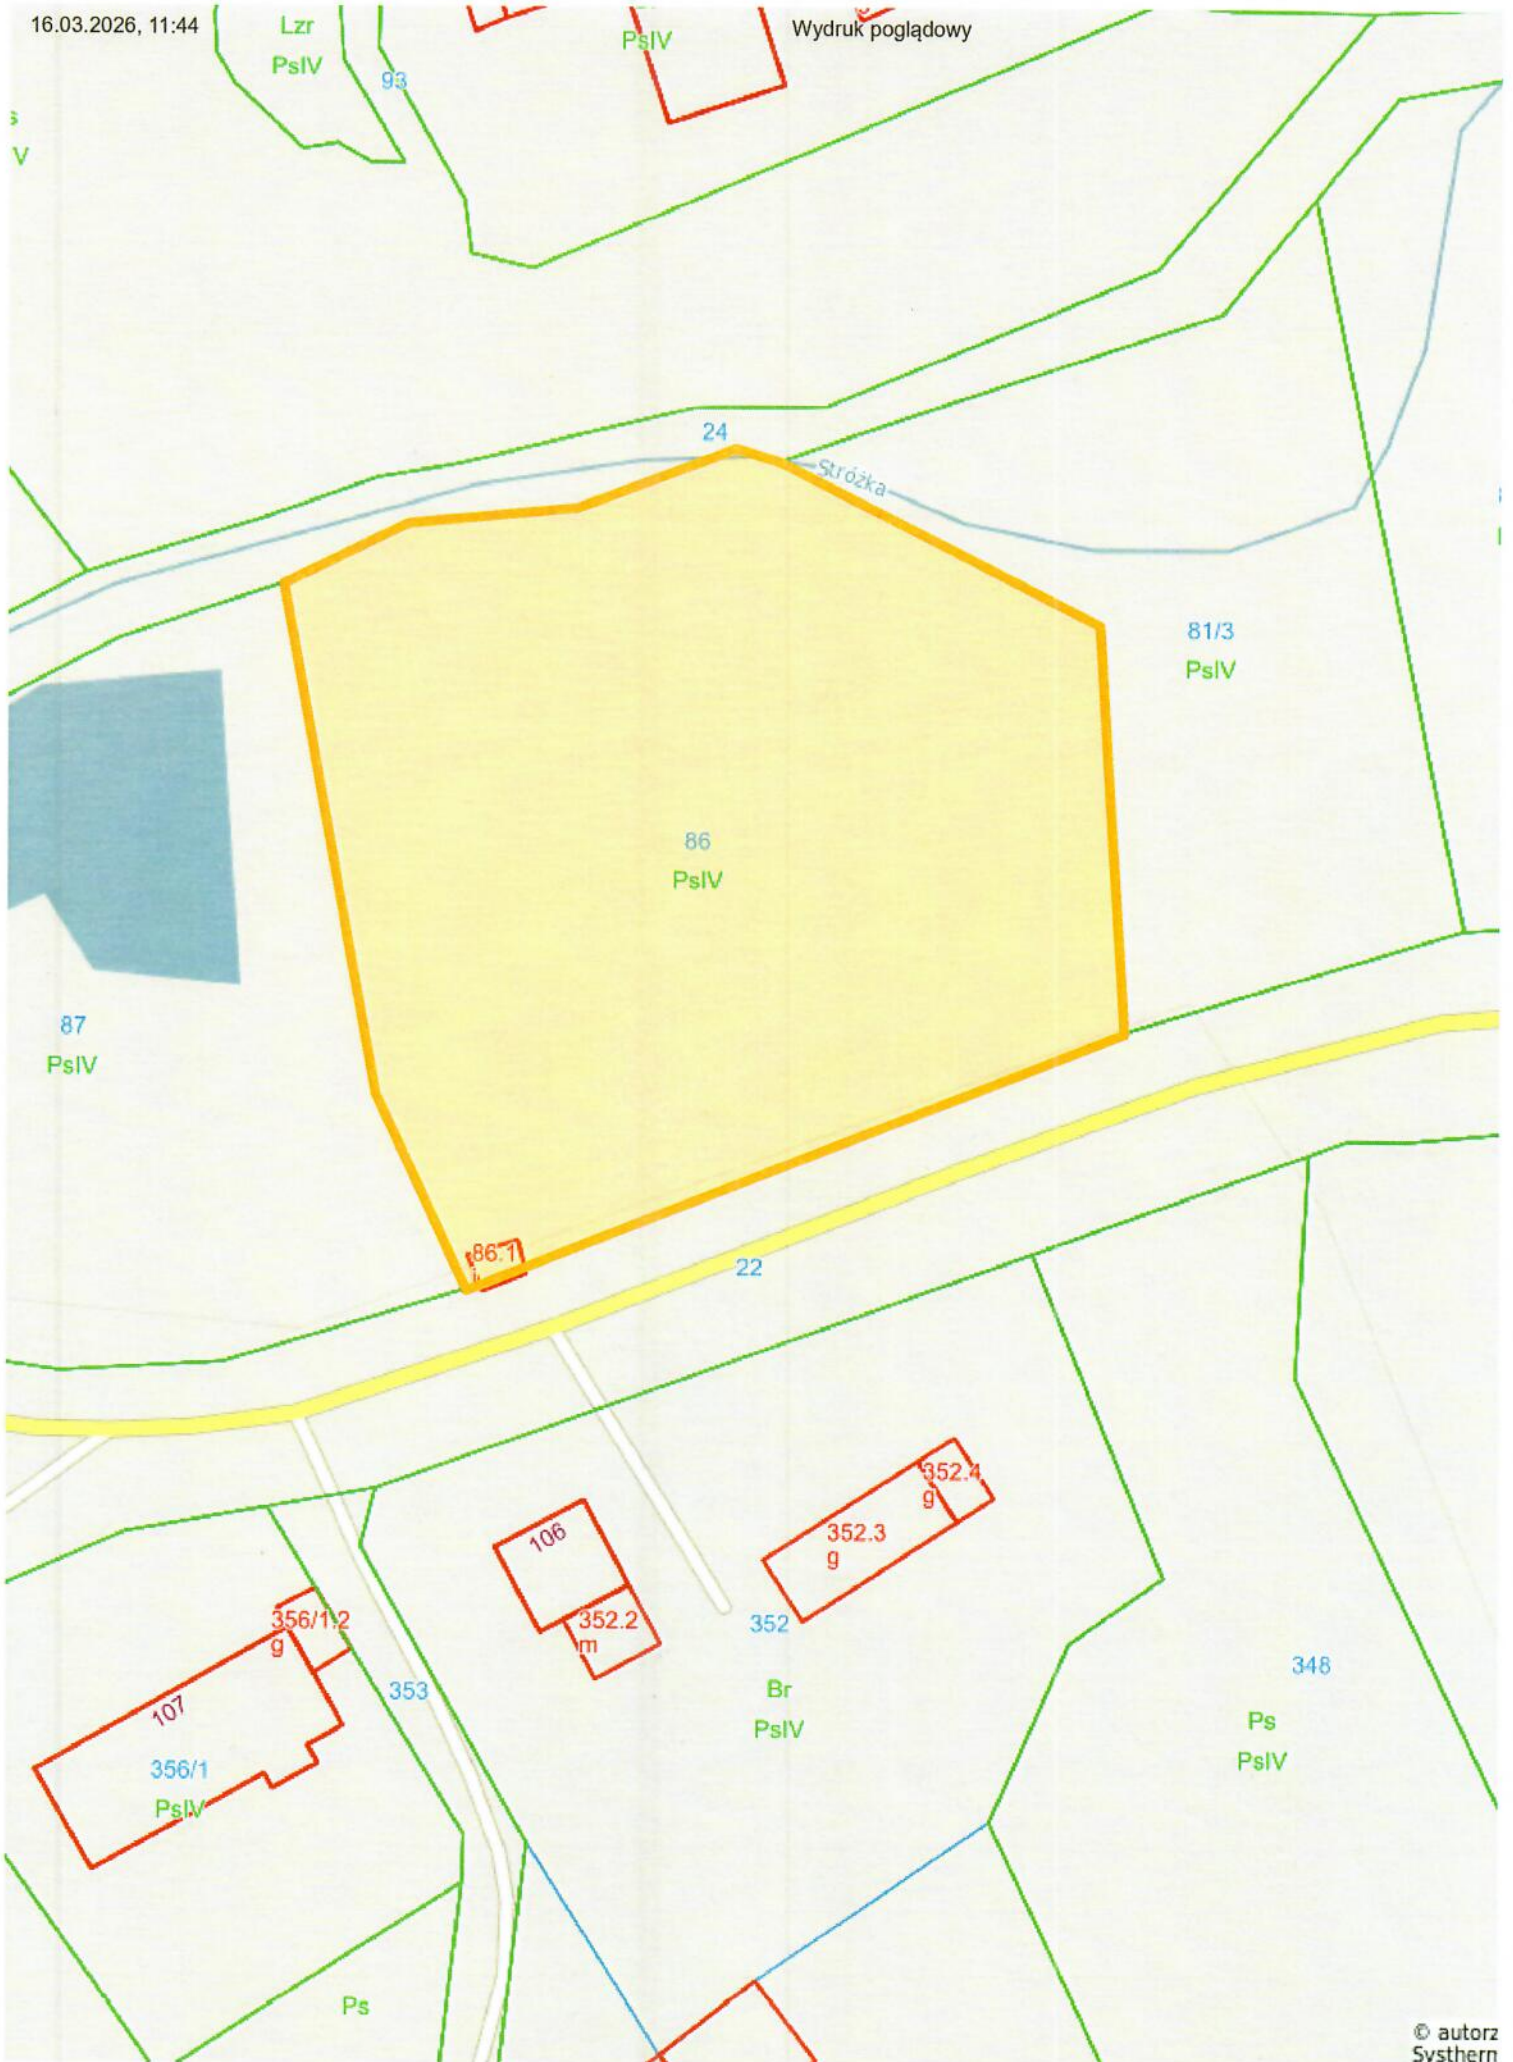 16.03.2026, 11:44
Wydruk poglądowy
Lzr
PsIV
93
PsIV
s
V
24
Stróżka
81/3
PsIV
86
PsIV
87
PsIV
86.1
i
22
352.4
g
352.3
g
106
352.2
m
352
356/1.2
g
353
107
Br
PsIV
348
Ps
PsIV
356/1
PsIV
Ps
© autorz
Systherm